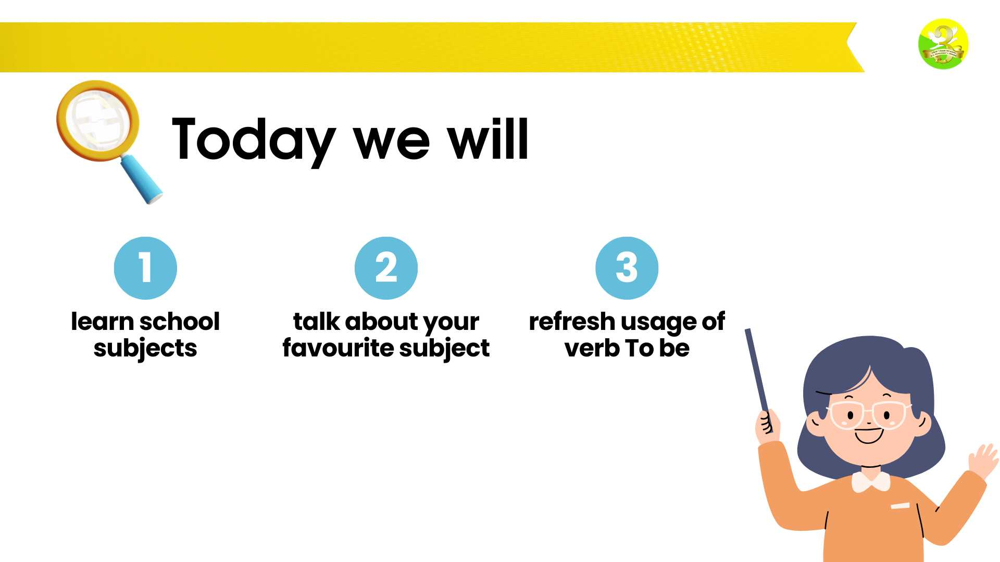 3
Today we will
1
learn school
subjects
2
talk about your
favourite subject
3
refresh usage of
verb To be